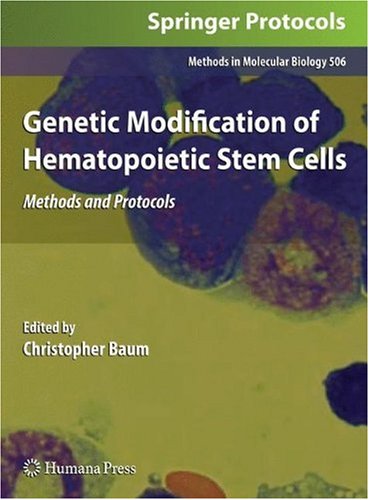 Springer Protocols
Methods in Molecular Biology 506
Genetic Modification of
Hematopoietic Stem Cells
Methods and Protocols
Edited by
Christopher Baum
Humana Press